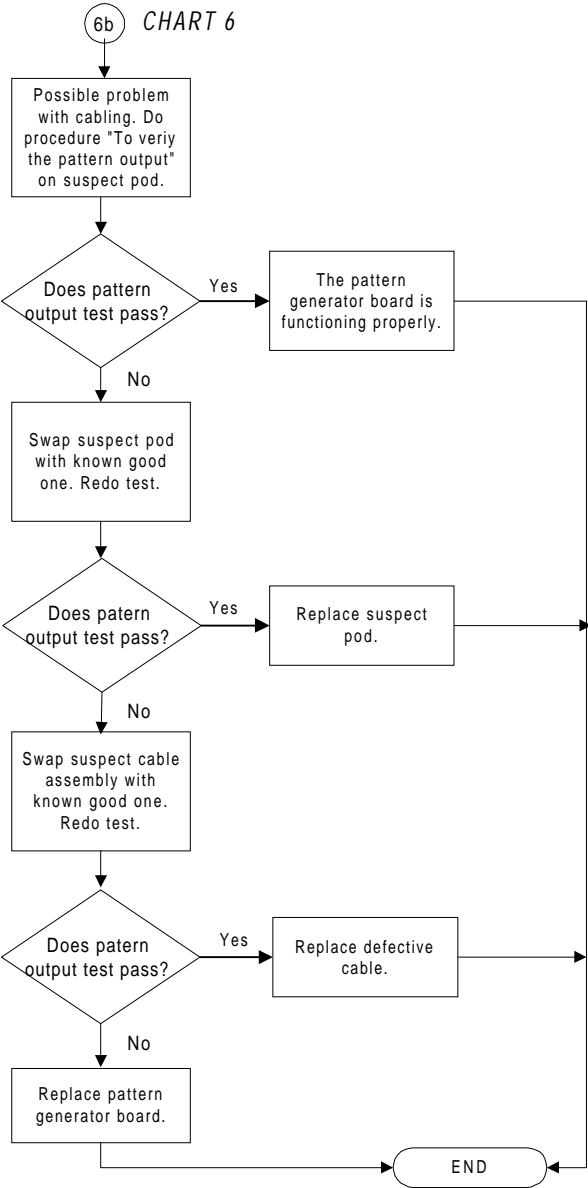 6b CHART 6
Possible problem
with cabling. Do
procedure "To veriy
the pattern output"
on suspect pod.
Does pattern
output test pass?
Yes
The pattern
generator board is
functioning properly.
No
Swap suspect pod
with known good
one. Redo test.
Does patern
output test pass?
Yes
Replace suspect
pod.
No
Swap suspect cable
assembly with
known good one.
Redo test.
Does patern
output test pass?
Yes
Replace defective
cable.
No
Replace pattern
generator board.
END